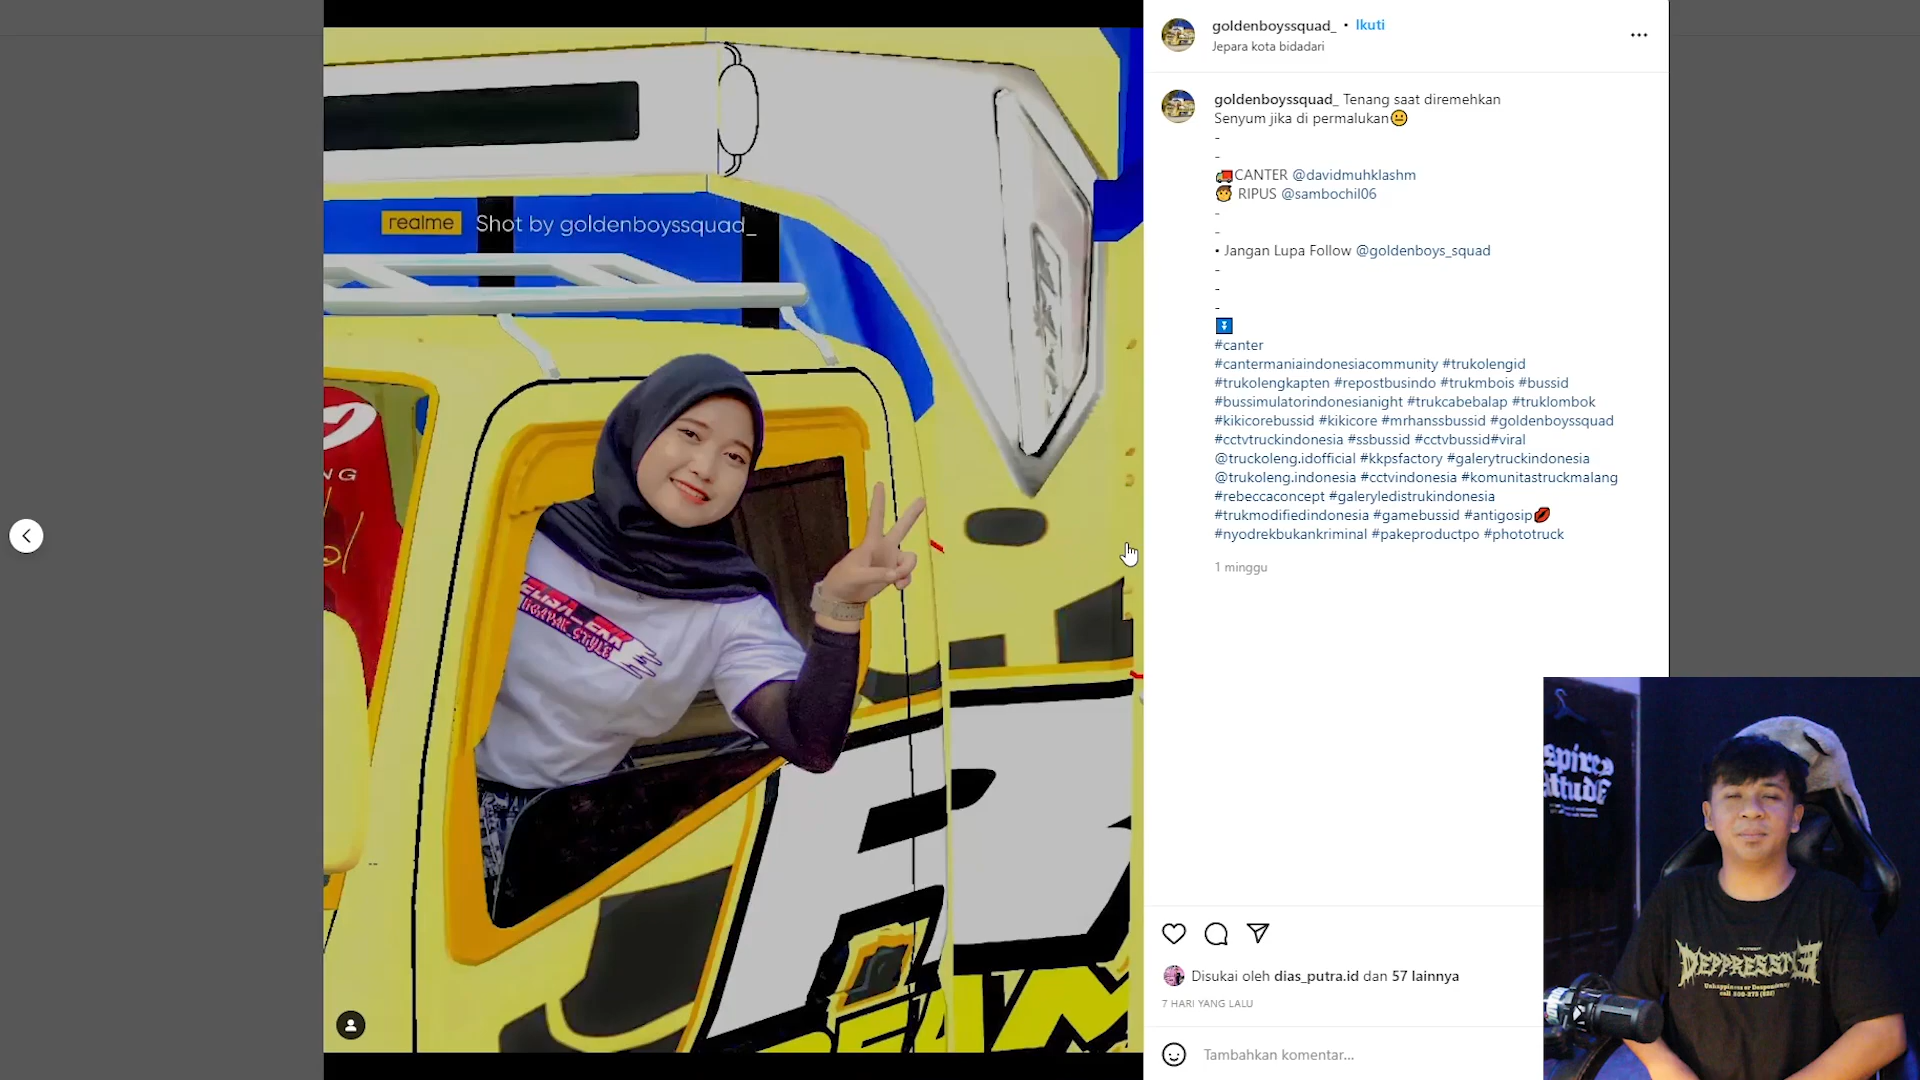 goldenboyssquad_ • Ikuti
Jepara kota bidadari
goldenboyssquad_ Tenang saat diremehkan
Senyum jika di permalukan😐
-
-
🚛CANTER @davidmuhklashm
🧒 RIPUS @sambochil06
-
-
• Jangan Lupa Follow @goldenboys_squad
-
-
-
⏬
#canter
#cantermaniaindonesiacommunity #trukolengid
#trukolengkapten #repostbusindo #trukmbois #bussid
#bussimulatorindonesianight #trukcabebalap #truklombok
#kikicorebussid #kikicore #mrhanssbussid #goldenboyssquad
#cctvtruckindonesia #ssbussid #cctvbussid#viral
@truckoleng.idofficial #kkpsfactory #galerytruckindonesia
@trukoleng.indonesia #cctvindonesia #komunitastruckmalang
#rebeccaconcept #galeryledistrukindonesia
#trukmodifiedindonesia #gamebussid #antigosip💋
#nyodrekbukankriminal #pakeproductpo #phototruck
1 minggu
Disukai oleh dias_putra.id dan 57 lainnya
7 HARI YANG LALU
Tambahkan komentar...
realme Shot by goldenboyssquad_
NG
DEPPRESSIVE